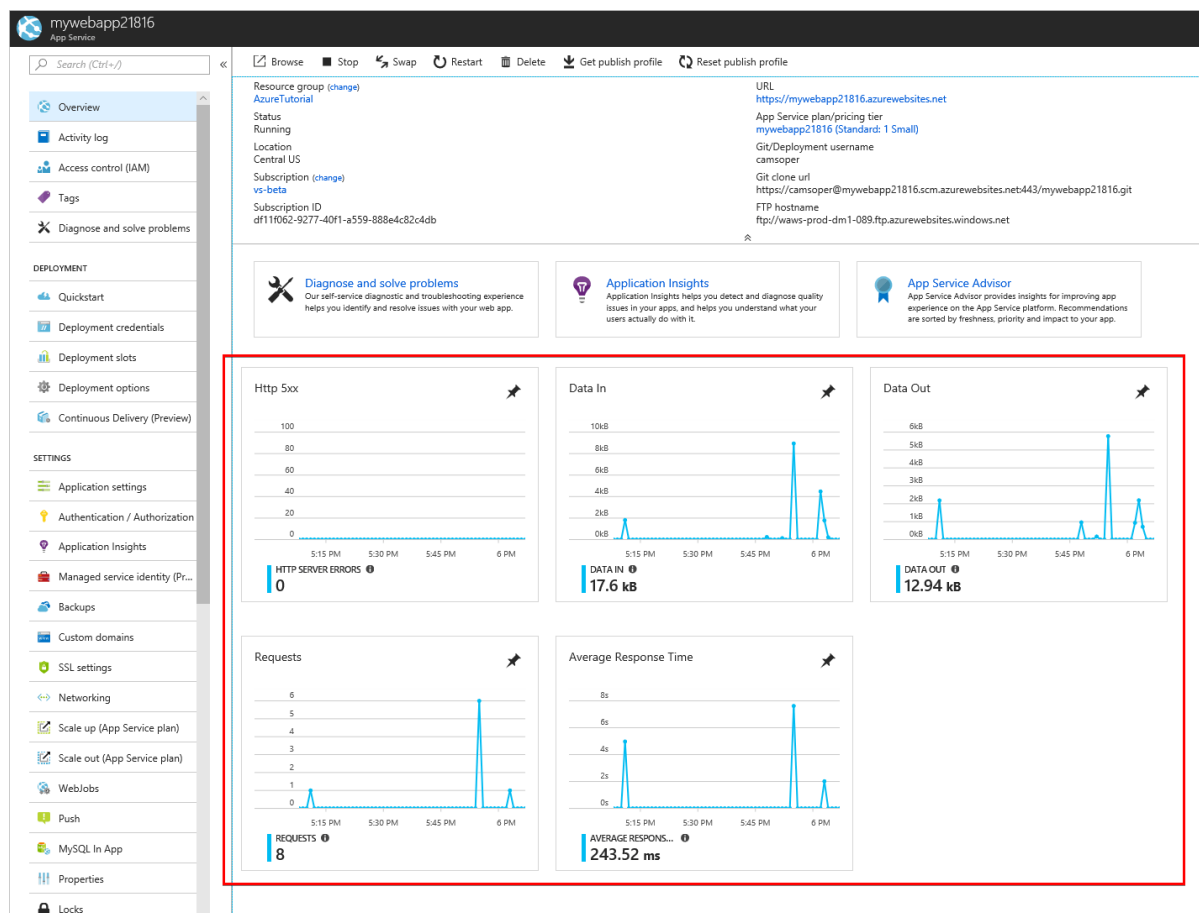 mywebapp21816
App Service
Search (Ctrl+/)
«
Overview
Activity log
Access control (IAM)
Tags
Diagnose and solve problems
DEPLOYMENT
Quickstart
Deployment credentials
Deployment slots
Deployment options
Continuous Delivery (Preview)
SETTINGS
Application settings
Authentication / Authorization
Application Insights
Managed service identity (Pr...
Backups
Custom domains
SSL settings
Networking
Scale up (App Service plan)
Scale out (App Service plan)
WebJobs
Push
MySQL In App
Properties
Locks
Browse Stop Swap Restart Delete Get publish profile Reset publish profile
Resource group (change)
AzureTutorial
Status
Running
Location
Central US
Subscription (change)
vs-beta
Subscription ID
df11f062-9277-40f1-a559-888e4c82c4db
URL
https://mywebapp21816.azurewebsites.net
App Service plan/pricing tier
mywebapp21816 (Standard: 1 Small)
Git/Deployment username
camsoper
Git clone url
https://camsoper@mywebapp21816.scm.azurewebsites.net:443/mywebapp21816.git
FTP hostname
ftp://waws-prod-dm1-089.ftp.azurewebsites.windows.net
Diagnose and solve problems
Our self-service diagnostic and troubleshooting experience
helps you identify and resolve issues with your web app.
Application Insights
Application Insights helps you detect and diagnose quality
issues in your apps, and helps you understand what your
users actually do with it.
App Service Advisor
App Service Advisor provides insights for improving app
experience on the App Service platform. Recommendations
are sorted by freshness, priority and impact to your app.
Http 5xx
100
80
60
40
20
0
5:15 PM 5:30 PM 5:45 PM 6 PM
HTTP SERVER ERRORS
0
Data In
10kB
8kB
6kB
4kB
2kB
0kB
5:15 PM 5:30 PM 5:45 PM 6 PM
DATA IN
17.6 kB
Data Out
6kB
5kB
4kB
3kB
2kB
1kB
0kB
5:15 PM 5:30 PM 5:45 PM 6 PM
DATA OUT
12.94 kB
Requests
6
5
4
3
2
1
0
5:15 PM 5:30 PM 5:45 PM 6 PM
REQUESTS
8
Average Response Time
8s
6s
4s
2s
0s
5:15 PM 5:30 PM 5:45 PM 6 PM
AVERAGE RESPONS...
243.52 ms